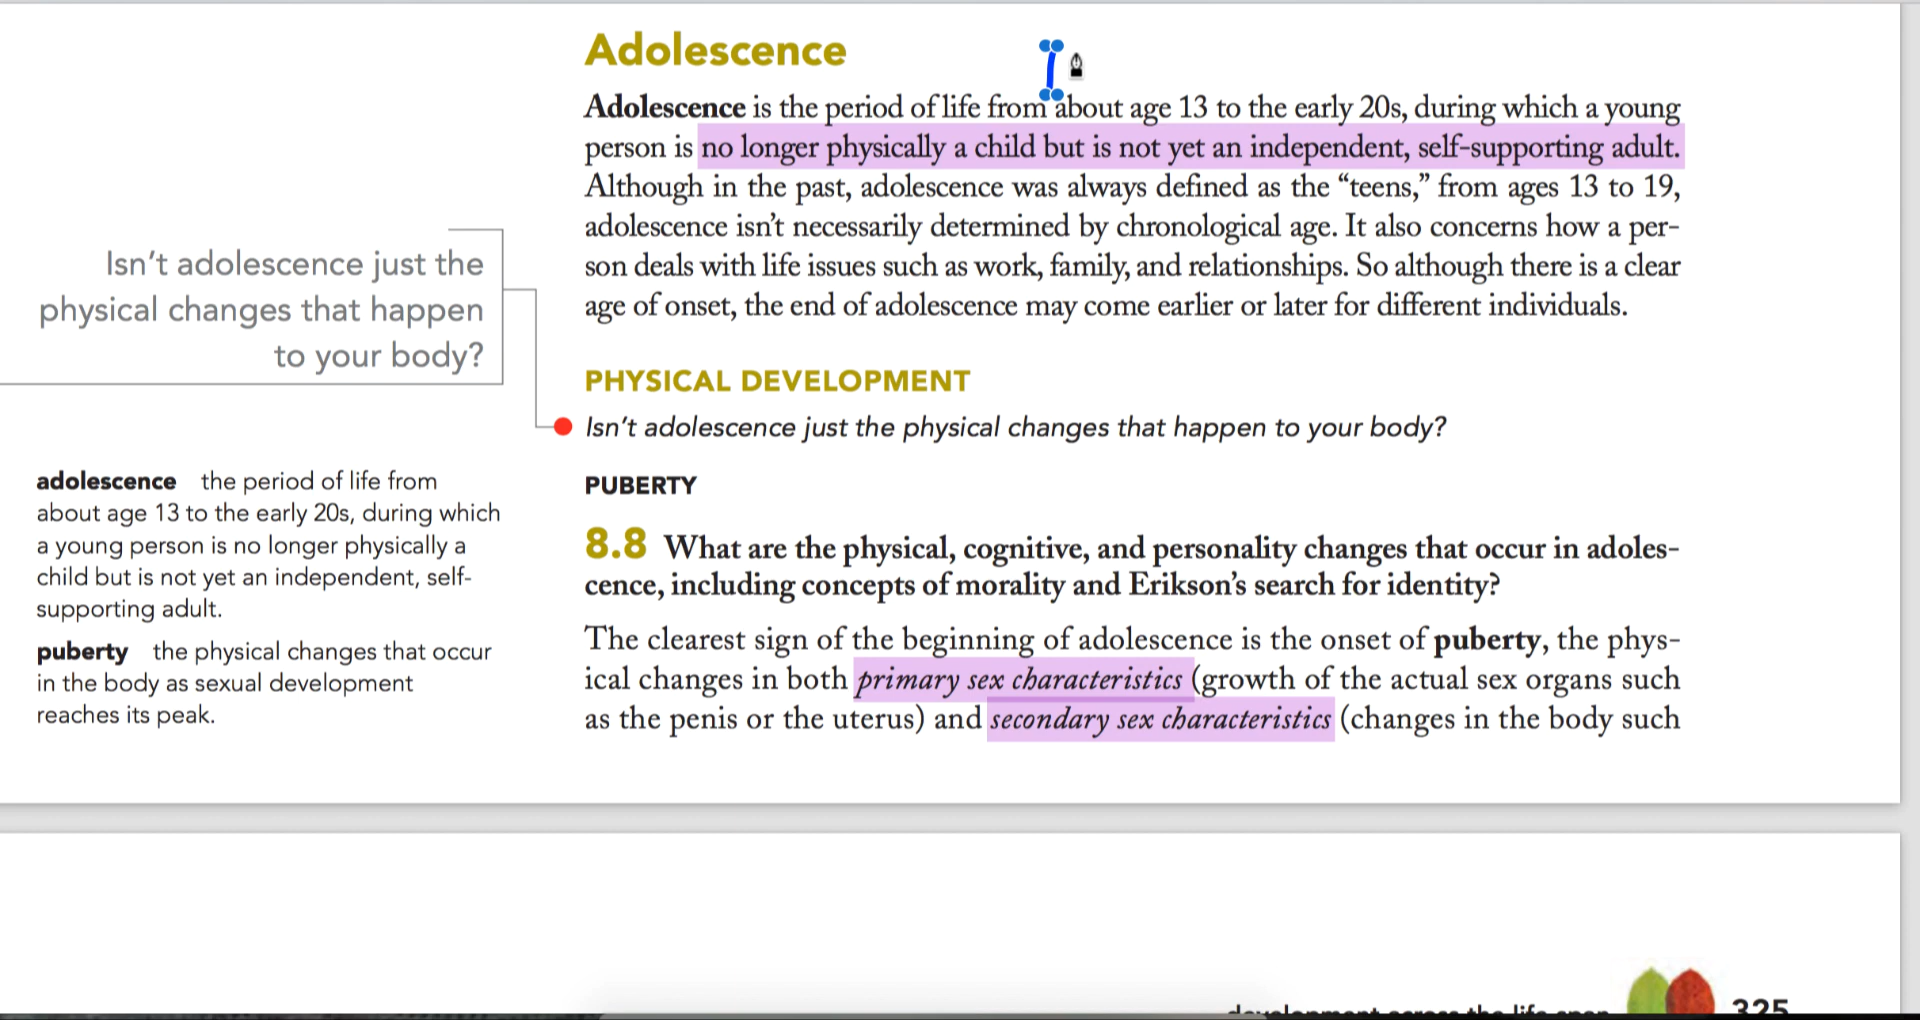 Adolescence
Adolescence is the period of life from about age 13 to the early 20s, during which a young
person is no longer physically a child but is not yet an independent, self-supporting adult.
Although in the past, adolescence was always defined as the “teens,” from ages 13 to 19,
adolescence isn’t necessarily determined by chronological age. It also concerns how a per-
son deals with life issues such as work, family, and relationships. So although there is a clear
age of onset, the end of adolescence may come earlier or later for different individuals.
Isn’t adolescence just the
physical changes that happen
to your body?
PHYSICAL DEVELOPMENT
Isn’t adolescence just the physical changes that happen to your body?
adolescence the period of life from
about age 13 to the early 20s, during which
a young person is no longer physically a
child but is not yet an independent, self-
supporting adult.
puberty the physical changes that occur
in the body as sexual development
reaches its peak.
PUBERTY
8.8 What are the physical, cognitive, and personality changes that occur in adoles-
cence, including concepts of morality and Erikson’s search for identity?
The clearest sign of the beginning of adolescence is the onset of puberty, the phys-
ical changes in both primary sex characteristics (growth of the actual sex organs such
as the penis or the uterus) and secondary sex characteristics (changes in the body such
development across the life span 325